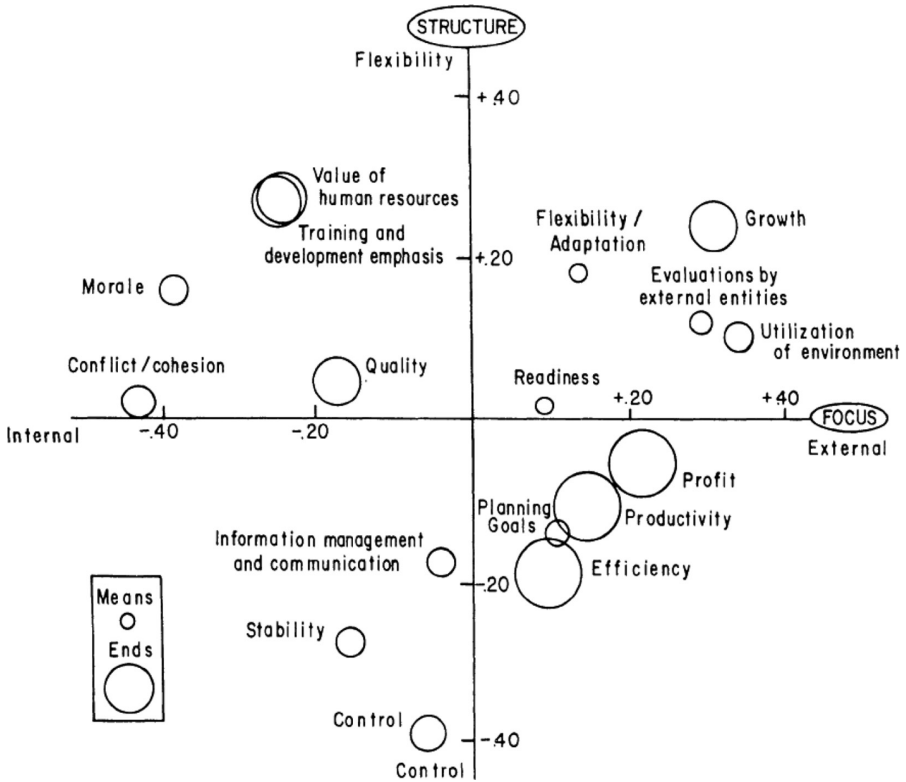 STRUCTURE
Flexibility
+.40
Value of
human resources
Training and
development emphasis
+.20
Flexibility /
Adaptation
Growth
Evaluations by
external entities
Utilization
of environment
Morale
Conflict/cohesion
Quality
Readiness
+.20
+.40
FOCUS
Internal
-.40
-.20
External
Profit
Planning
Goals
Productivity
Information management
and communication
Efficiency
-.20
Means
Ends
Stability
Control
-.40
Control